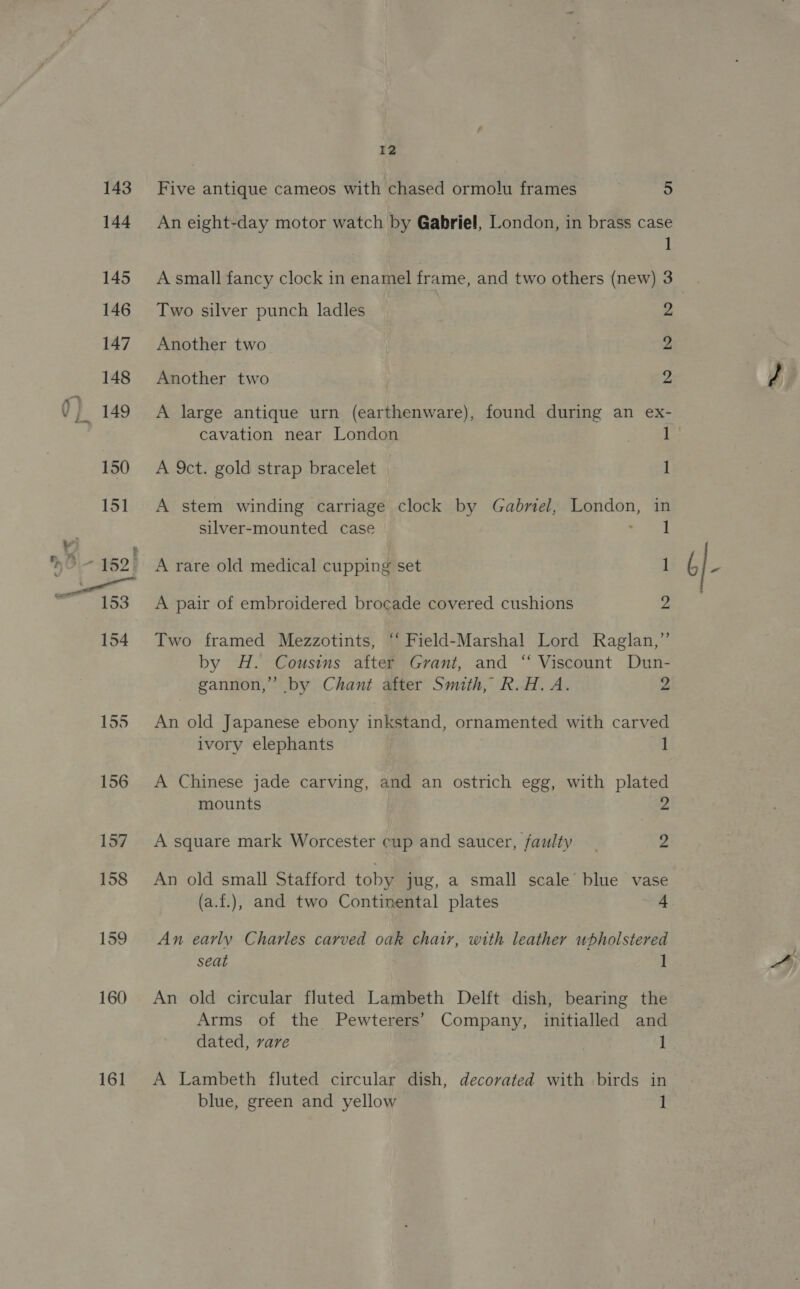 12
143 Five antique cameos with chased ormolu frames 5
144 An eight-day motor watch by Gabriel, London, in brass case
1
145 A small fancy clock in enamel frame, and two others (new) 3
146 Two silver punch ladles 2
147 Another two 2
148 Another two 2
149 A large antique urn (earthenware), found during an ex-
cavation near London 1
150 A 9ct. gold strap bracelet 1
151 A stem winding carriage clock by Gabriel, London, in
silver-mounted case 1
152 A rare old medical cupping set 1 6/-
153 A pair of embroidered brocade covered cushions 2
154 Two framed Mezzotints, “ Field-Marshal Lord Raglan,”
by H. Cousins after Grant, and “ Viscount Dun-
gannon,” by Chant after Smith, R.H.A. 2
155 An old Japanese ebony inkstand, ornamented with carved
ivory elephants 1
156 A Chinese jade carving, and an ostrich egg, with plated
mounts 2
157 A square mark Worcester cup and saucer, faulty 2
158 An old small Stafford toby jug, a small scale blue vase
(a.f.), and two Continental plates 4
159 An early Charles carved oak chair, with leather upholstered
seat 1
160 An old circular fluted Lambeth Delft dish, bearing the
Arms of the Pewterers’ Company, initialled and
dated, rare 1
161 A Lambeth fluted circular dish, decorated with birds in
blue, green and yellow 1